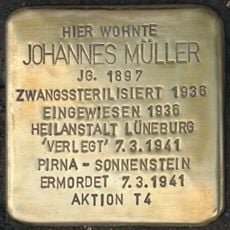 HIER WOHNTE
JOHANNES MÜLLER
JG. 1897
ZWANGSSTERILISIERT 1936
EINGEWIESEN 1936
HEILANSTALT LÜNEBURG
'VERLEGT' 7.3.1941
PIRNA - SONNENSTEIN
ERMORDET 7.3.1941
AKTION T4